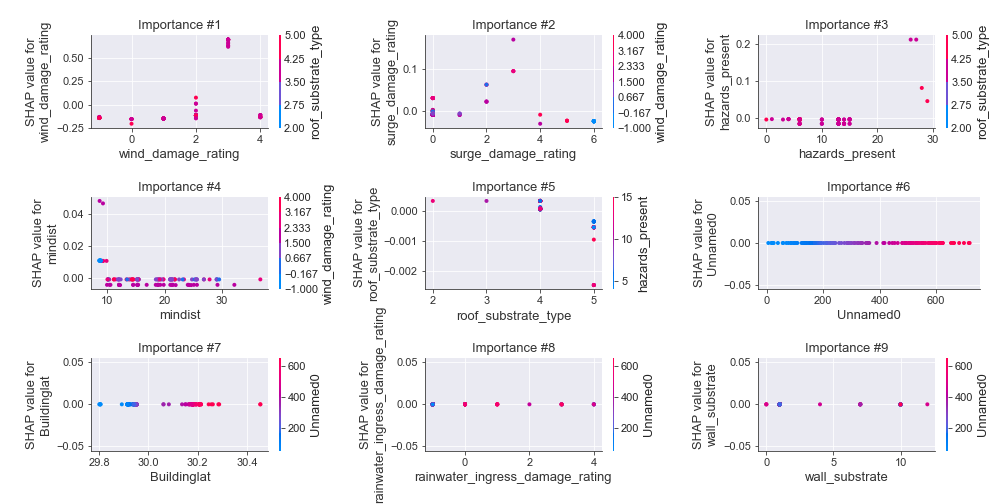 Importance #1
SHAP value for
wind_damage_rating
0.50
0.25
0.00
−0.25
0
2
4
wind_damage_rating
5.00
4.25
3.50
2.75
2.00
roof_substrate_type
Importance #2
SHAP value for
surge_damage_rating
0.1
0.0
0
2
4
6
surge_damage_rating
4.000
3.167
2.333
1.500
0.667
−0.167
−1.000
wind_damage_rating
Importance #3
SHAP value for
hazards_present
0.2
0.1
0.0
0
10
20
30
hazards_present
5.00
4.25
3.50
2.75
2.00
roof_substrate_type
Importance #4
SHAP value for
mindist
0.04
0.02
0.00
10
20
30
mindist
4.000
3.167
2.333
1.500
0.667
−0.167
−1.000
wind_damage_rating
Importance #5
SHAP value for
roof_substrate_type
0.000
−0.001
−0.002
2
3
4
5
roof_substrate_type
15
10
5
hazards_present
Importance #6
SHAP value for
Unnamed0
0.05
0.00
−0.05
0
200
400
600
Unnamed0
Importance #7
SHAP value for
Buildinglat
0.05
0.00
−0.05
29.8
30.0
30.2
30.4
Buildinglat
600
400
200
Unnamed0
Importance #8
SHAP value for
rainwater_ingress_damage_rating
0.05
0.00
−0.05
0
2
4
rainwater_ingress_damage_rating
600
400
200
Unnamed0
Importance #9
SHAP value for
wall_substrate
0.05
0.00
−0.05
0
5
10
wall_substrate
600
400
200
Unnamed0